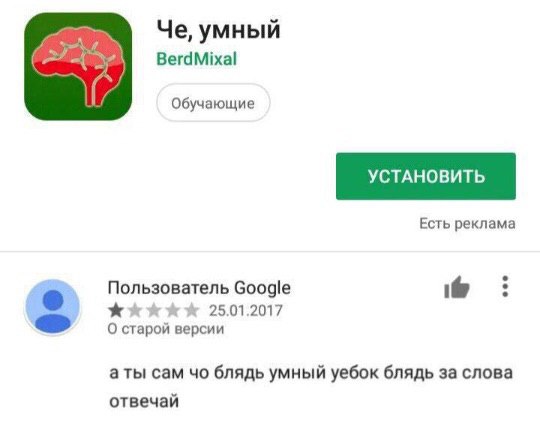 Че, умный
BerdMixal
Обучающие
УСТАНОВИТЬ
Есть реклама
Пользователь Google
25.01.2017
О старой версии
а ты сам чо блядь умный уебок блядь за слова
отвечай